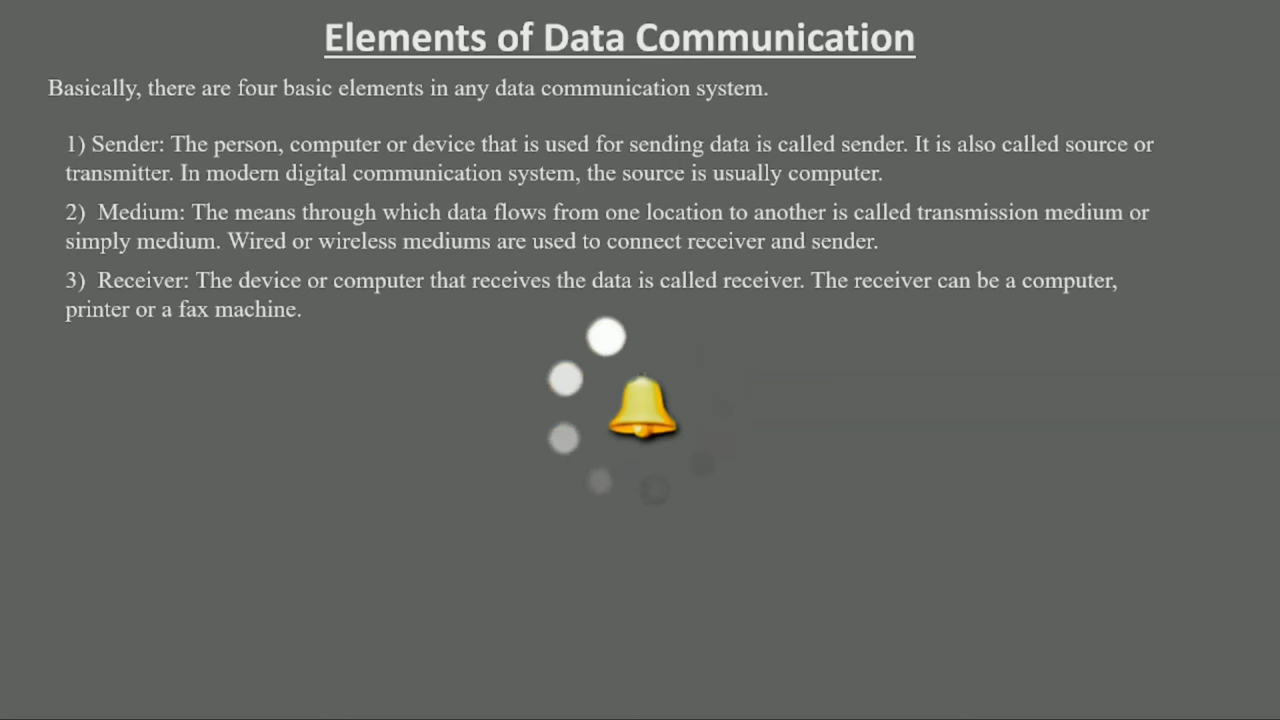 Elements of Data Communication
Basically, there are four basic elements in any data communication system.
1) Sender: The person, computer or device that is used for sending data is called sender. It is also called source or
transmitter. In modern digital communication system, the source is usually computer.
2)  Medium: The means through which data flows from one location to another is called transmission medium or
simply medium. Wired or wireless mediums are used to connect receiver and sender.
3)  Receiver: The device or computer that receives the data is called receiver. The receiver can be a computer,
printer or a fax machine.